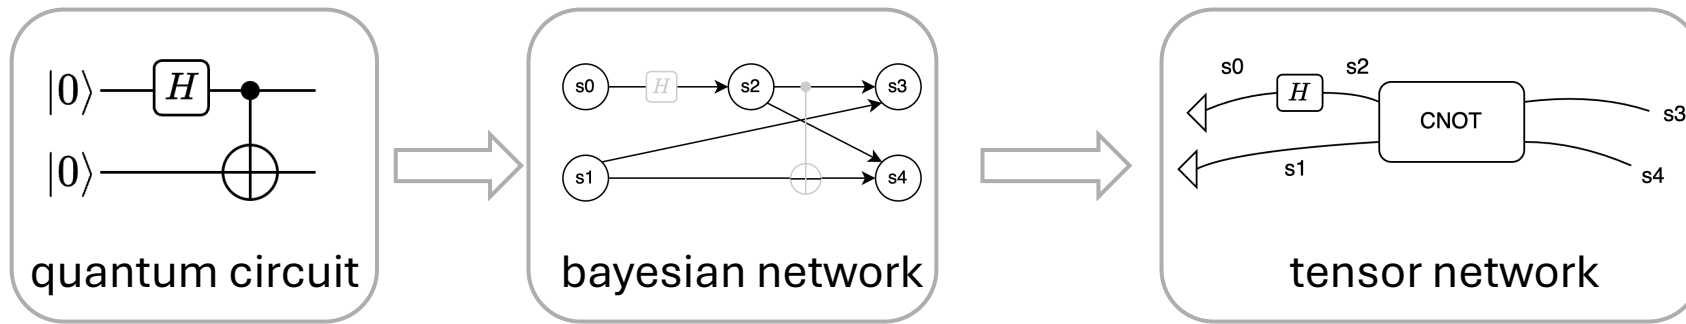 |0⟩ H
|0⟩
quantum circuit
s0 H s2 s3
s1 s4
bayesian network
s0 H s2 CNOT s3
s1 s4
tensor network